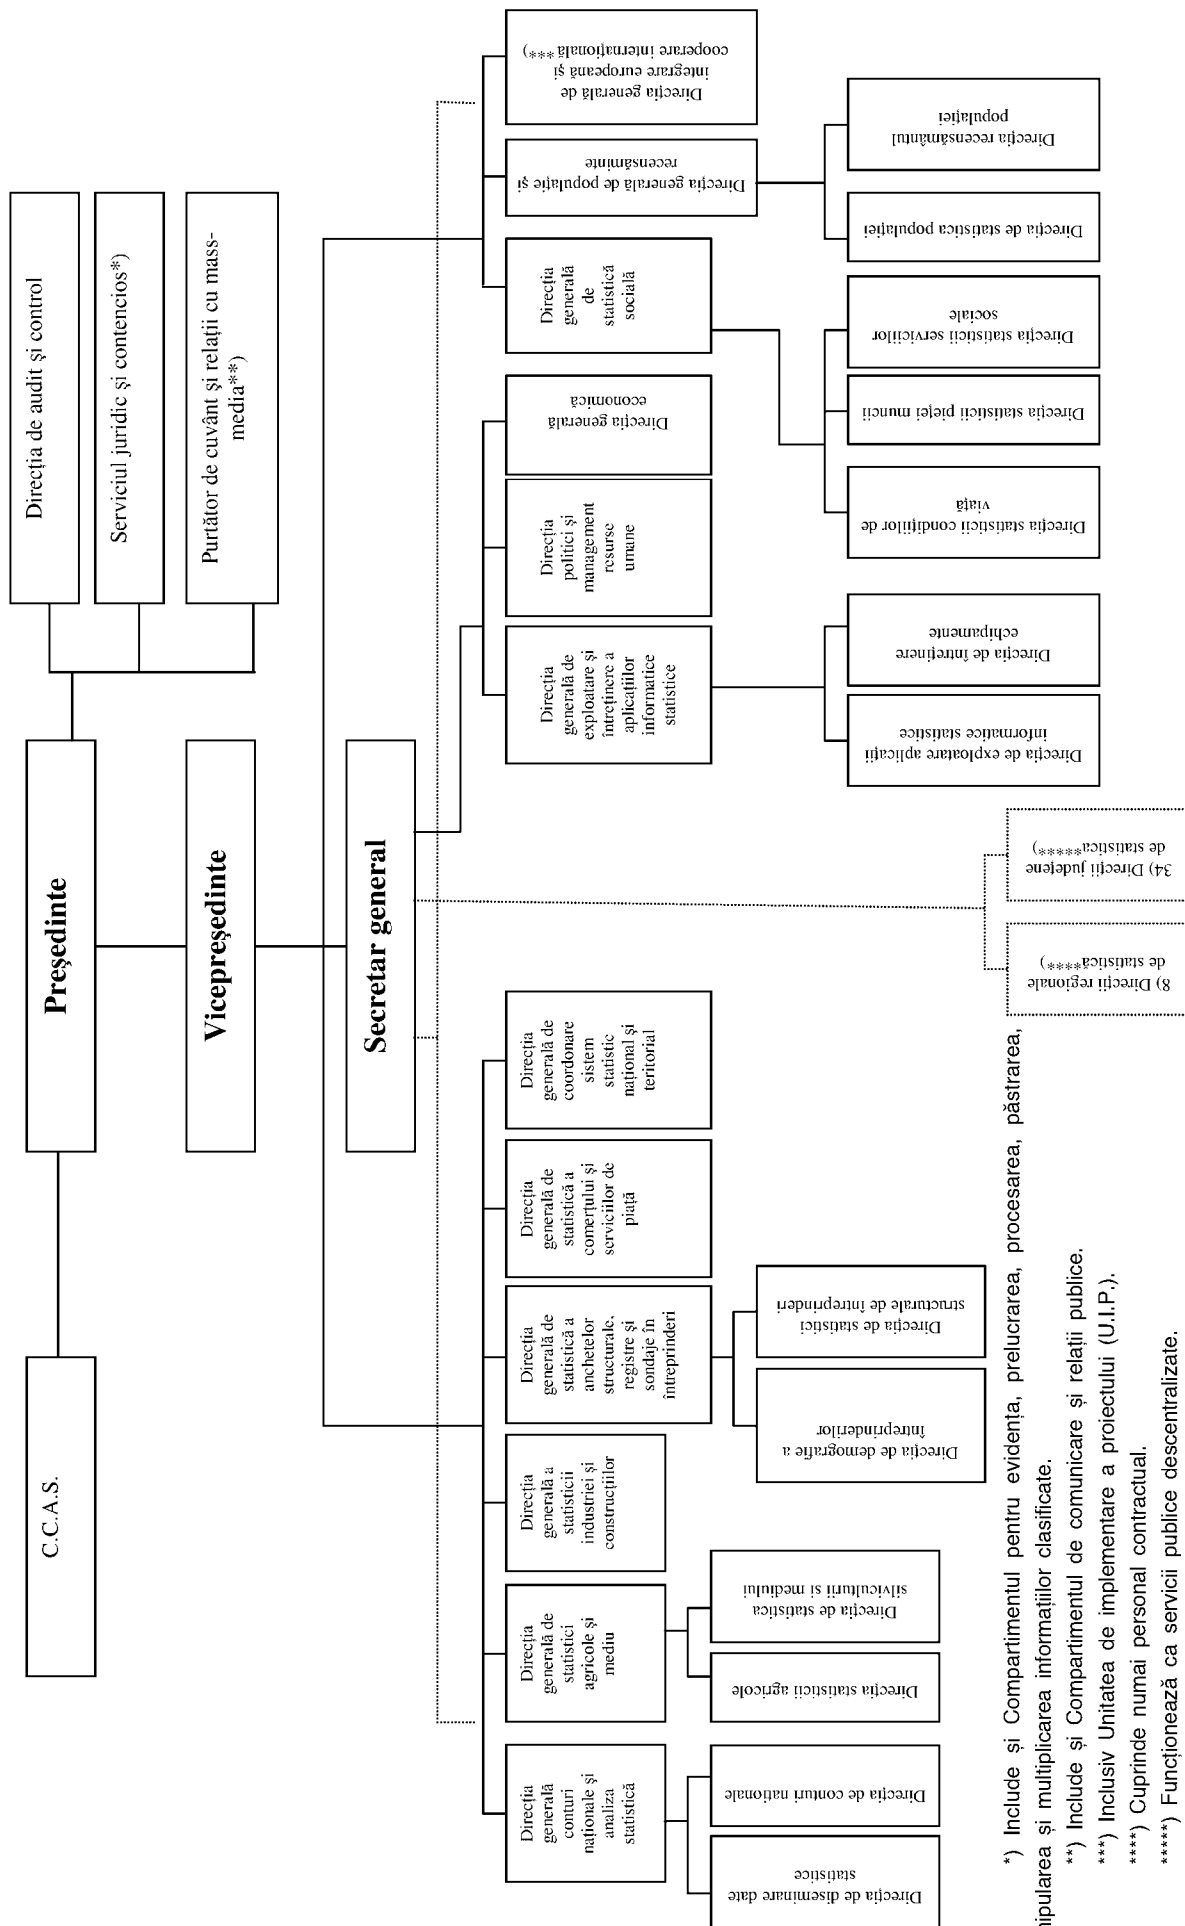 C.C.A.S.
Președinte
Direcția de audit și control
Serviciul juridic și contencios*)
Purtător de cuvânt și relații cu mass-
media**)
Vicepreședinte
Secretar general
Direcția
generală
conturi
naționale și
analiza
statistică
Direcția
generală de
statistici
agricole și
mediu
Direcția
generală a
statisticii
industriei și
construcțiilor
Direcția
generală de
statistică a
anchetelor
structurale,
registre și
sondaje în
întreprinderi
Direcția
generală de
statistică a
comerțului și
serviciilor de
piață
Direcția
generală de
coordonare
sistem
statistic
național și
teritorial
Direcția
generală de
exploatare și
întreținere a
aplicațiilor
informatice
statistice
Direcția
politici și
management
resurse
umane
Direcția generală
economică
Direcția
generală
de
statistică
socială
Direcția generală de populație și
recensăminte
Direcția generală de
integrare europeană și
cooperare internațională***)
Direcția de diseminare date
statistice
Direcția de conturi naționale
Direcția statisticii agricole
Direcția de statistica
silviculturii si mediului
Direcția de demografie a
întreprinderilor
Direcția de statistici
structurale de întreprinderi
8) Direcții regionale
de statistică****)
34) Direcții județene
de statistica*****)
Direcția de exploatare aplicații
informatice statistice
Direcția de întreținere
echipamente
Direcția statisticii condițiilor de
viață
Direcția statisticii pieței muncii
Direcția statisticii serviciilor
sociale
Direcția de statistica populației
Direcția recensământul
populației
*) Include și Compartimentul pentru evidența, prelucrarea, procesarea, păstrarea,
nipularea și multiplicarea informațiilor clasificate.
**) Include și Compartimentul de comunicare și relații publice.
***) Inclusiv Unitatea de implementare a proiectului (U.I.P.).
****) Cuprinde numai personal contractual.
*****) Funcționează ca servicii publice descentralizate.